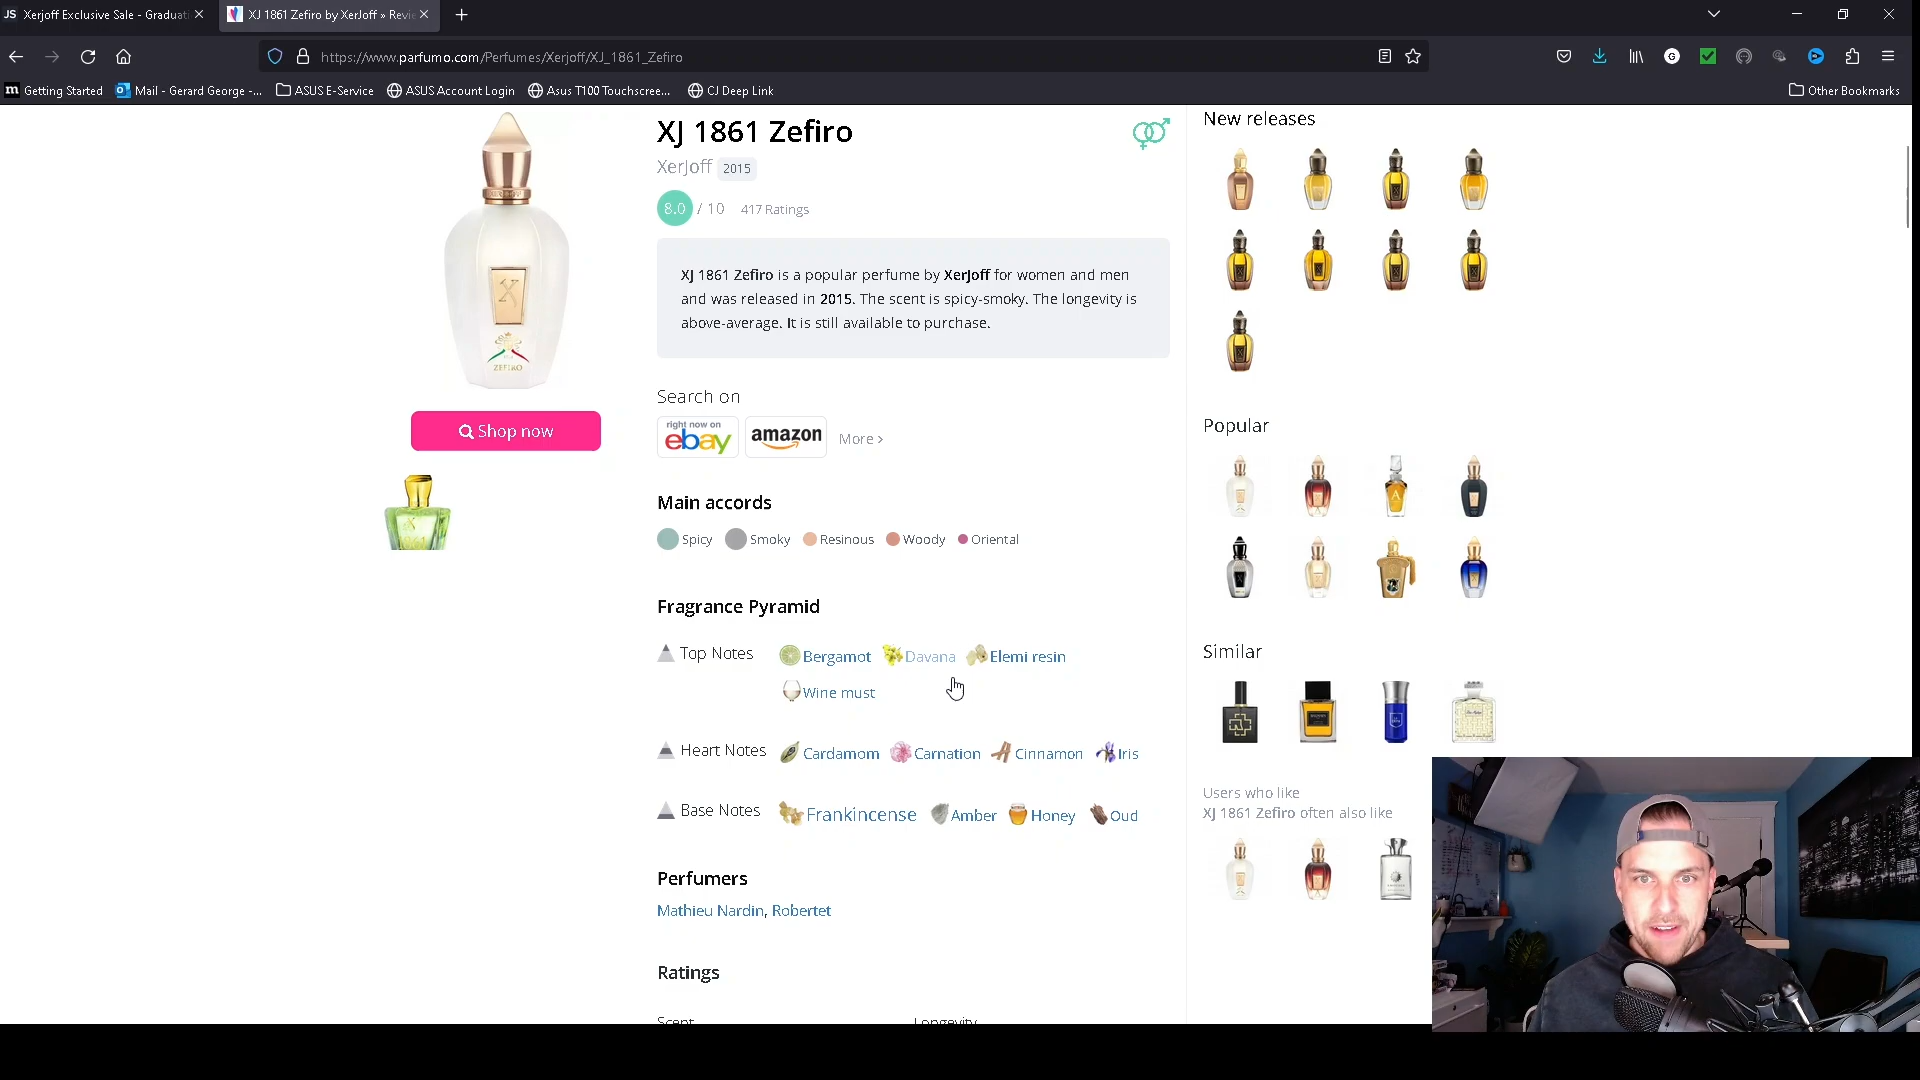 JS Xerjoff Exclusive Sale - Graduati
XJ 1861 Zefiro by XerJoff » Revie
https://www.parfumo.com/Perfumes/Xerjoff/XJ_1861_Zefiro
Getting Started
Mail - Gerard George -...
ASUS E-Service
ASUS Account Login
Asus T100 Touchscree...
CJ Deep Link
Other Bookmarks
XJ 1861 Zefiro
XerJoff 2015
8.0 / 10 417 Ratings
XJ 1861 Zefiro is a popular perfume by XerJoff for women and men
and was released in 2015. The scent is spicy-smoky. The longevity is
above-average. It is still available to purchase.
ZEFIRO
Shop now
Search on
right now on
ebay
amazon
More >
Main accords
Spicy Smoky Resinous Woody Oriental
Fragrance Pyramid
Top Notes Bergamot Davana Elemi resin
Wine must
Heart Notes Cardamom Carnation Cinnamon Iris
Base Notes Frankincense Amber Honey Oud
Perfumers
Mathieu Nardin, Robertet
Ratings
Scent Longevity
New releases
Popular
Similar
Users who like
XJ 1861 Zefiro often also like